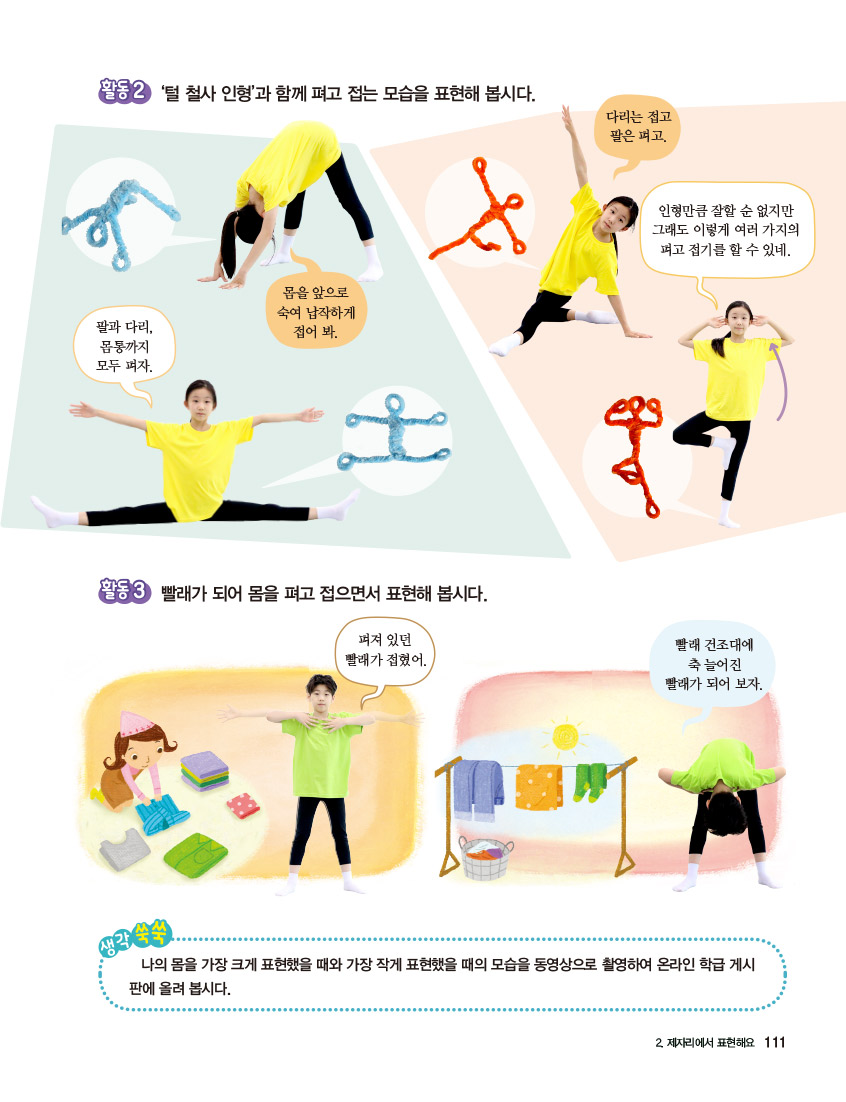 활동 2 '털 철사 인형'과 함께 펴고 접는 모습을 표현해 봅시다.
다리는 접고
팔은 펴고.
인형만큼 잘할 순 없지만
그래도 이렇게 여러 가지의
펴고 접기를 할 수 있네.
몸을 앞으로
숙여 납작하게
접어 봐.
팔과 다리,
몸통까지
모두 펴자.
활동 3 빨래가 되어 몸을 펴고 접으면서 표현해 봅시다.
펴져 있던
빨래가 접혔어.
빨래 건조대에
축 늘어진
빨래가 되어 보자.
생각 쑥쑥
나의 몸을 가장 크게 표현했을 때와 가장 작게 표현했을 때의 모습을 동영상으로 촬영하여 온라인 학급 게시
판에 올려 봅시다.
2. 제자리에서 표현해요 111